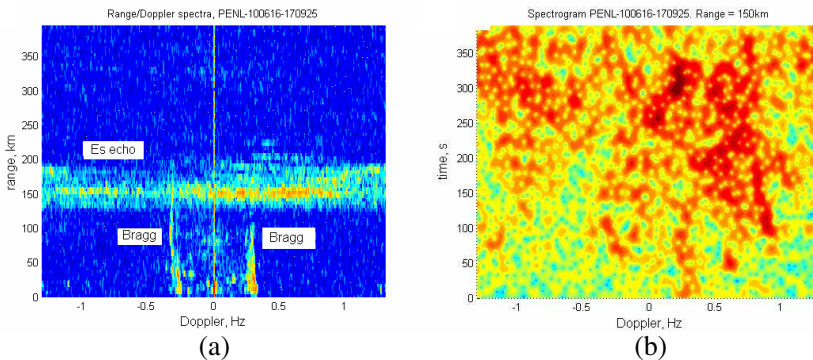 Range/Doppler spectra, PENL-100616-170925
range, km
350
300
250
200
150
100
50
0
Es echo
Bragg
Bragg
-1
-0.5
0
0.5
1
Doppler, Hz
(a)
Spectrogram PENL-100616-170925. Range = 150km
time, s
350
300
250
200
150
100
50
0
-1
-0.5
0
0.5
1
Doppler, Hz
(b)